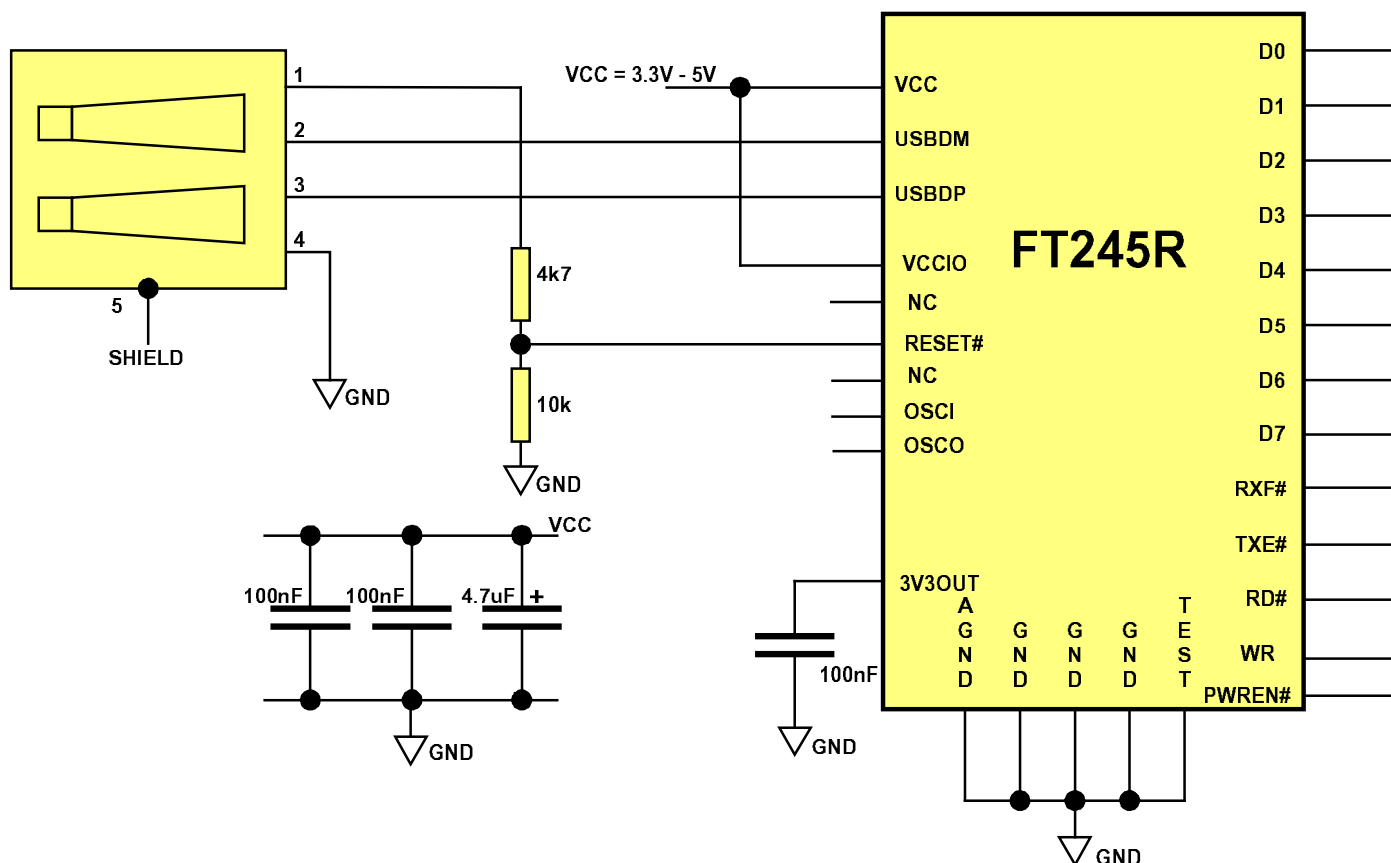 1
2
3
4
5
SHIELD
GND
VCC = 3.3V - 5V
4k7
10k
GND
VCC
100nF
100nF
4.7uF +
GND
FT245R
VCC
USBDM
USBDP
VCCIO
NC
RESET#
NC
OSCI
OSCO
3V3OUT
100nF
GND
AGND
GND
GND
GND
TEST
GND
D0
D1
D2
D3
D4
D5
D6
D7
RXF#
TXE#
RD#
WR
PWREN#